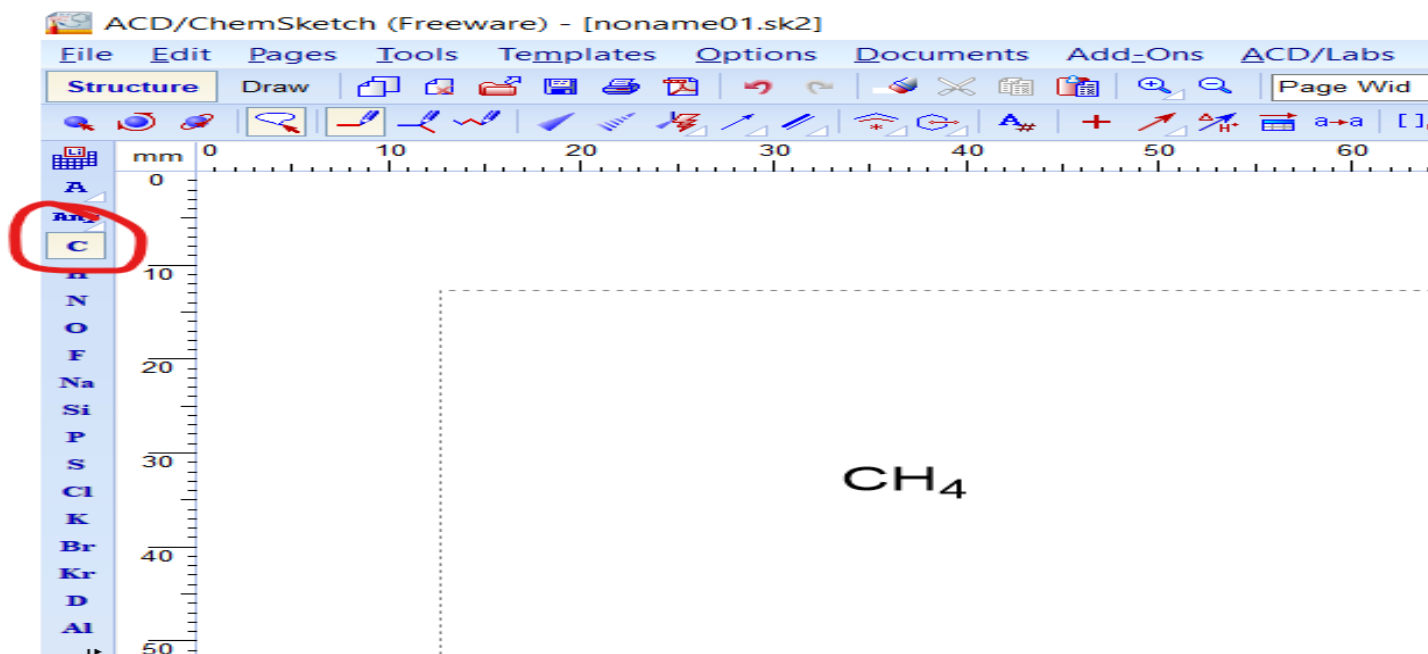 ACD/ChemSketch (Freeware) - [noname01.sk2]
File Edit Pages Tools Templates Options Documents Add-Ons ACD/Labs
Structure Draw Page Wid
A# + H+ a→a []
Li mm 0 10 20 30 40 50 60
A 0
Any
C
H 10
N
O
F
Na 20
Si
P
S 30
Cl CH₄
K
Br 40
Kr
D
Al
50